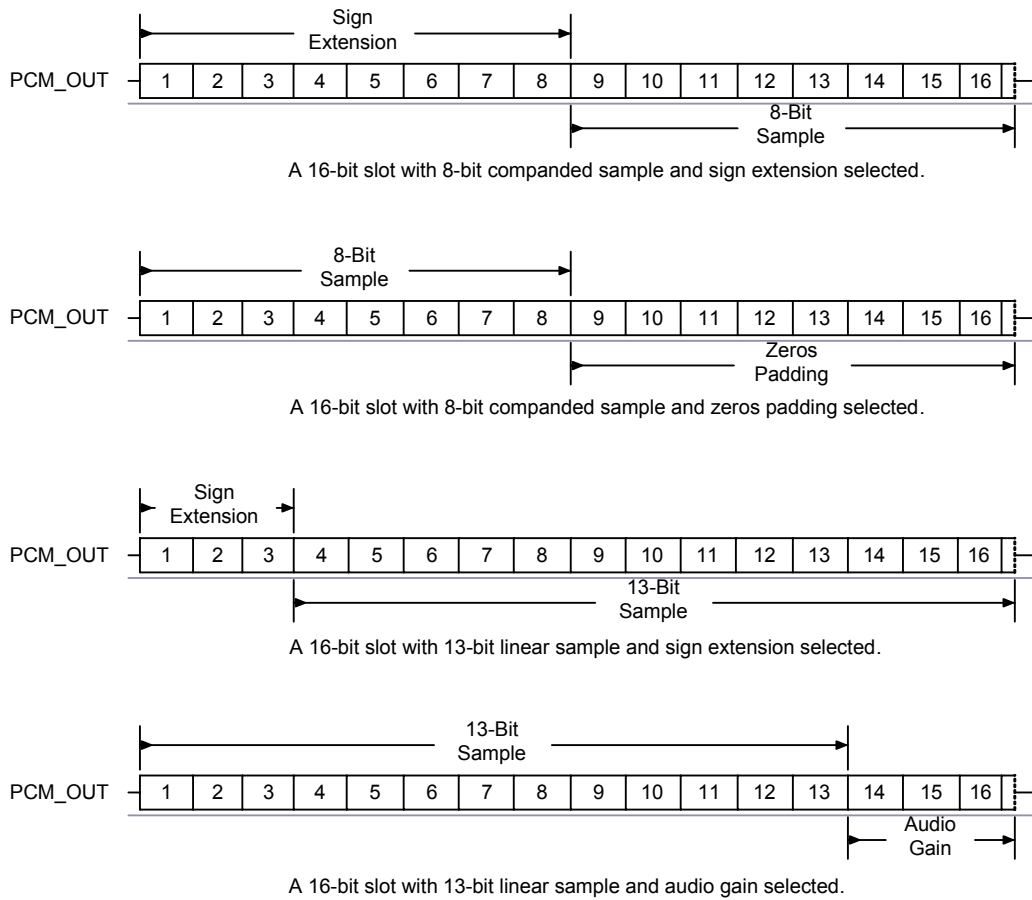 Sign
Extension
PCM_OUT 1 2 3 4 5 6 7 8 9 10 11 12 13 14 15 16
8-Bit
Sample
A 16-bit slot with 8-bit companded sample and sign extension selected.
8-Bit
Sample
PCM_OUT 1 2 3 4 5 6 7 8 9 10 11 12 13 14 15 16
Zeros
Padding
A 16-bit slot with 8-bit companded sample and zeros padding selected.
Sign
Extension
PCM_OUT 1 2 3 4 5 6 7 8 9 10 11 12 13 14 15 16
13-Bit
Sample
A 16-bit slot with 13-bit linear sample and sign extension selected.
13-Bit
Sample
PCM_OUT 1 2 3 4 5 6 7 8 9 10 11 12 13 14 15 16
Audio
Gain
A 16-bit slot with 13-bit linear sample and audio gain selected.